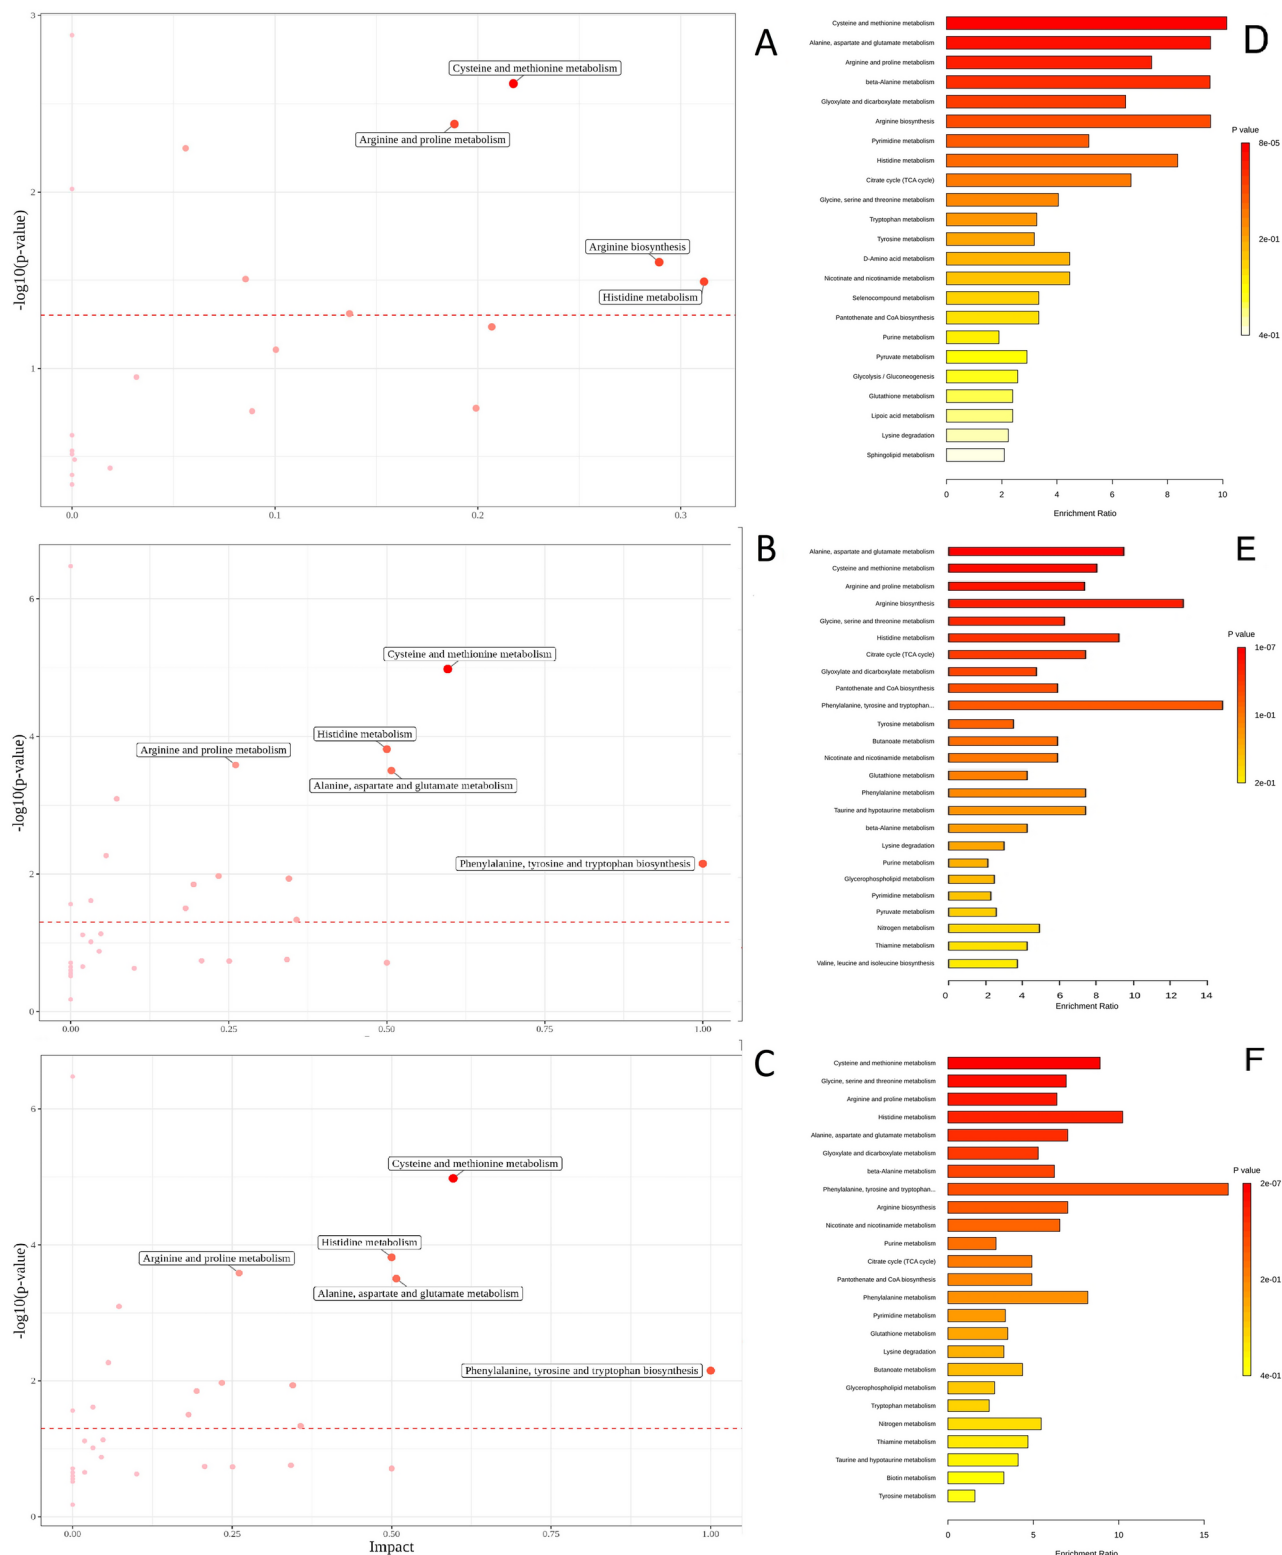 A
3
2
1
-log10(p-value)
Cysteine and methionine metabolism
Arginine and proline metabolism
Arginine biosynthesis
Histidine metabolism
0.0
0.1
0.2
0.3
D
Cysteine and methionine metabolism
Alanine, aspartate and glutamate metabolism
Arginine and proline metabolism
beta-Alanine metabolism
Glyoxylate and dicarboxylate metabolism
Arginine biosynthesis
Pyrimidine metabolism
Histidine metabolism
Citrate cycle (TCA cycle)
Glycine, serine and threonine metabolism
Tryptophan metabolism
Tyrosine metabolism
D-Amino acid metabolism
Nicotinate and nicotinamide metabolism
Selenocompound metabolism
Pantothenate and CoA biosynthesis
Purine metabolism
Pyruvate metabolism
Glycolysis / Gluconeogenesis
Glutathione metabolism
Lipoic acid metabolism
Lysine degradation
Sphingolipid metabolism
0
2
4
6
8
10
Enrichment Ratio
P value
8e-05
2e-01
4e-01
B
6
4
2
0
-log10(p-value)
Cysteine and methionine metabolism
Histidine metabolism
Arginine and proline metabolism
Alanine, aspartate and glutamate metabolism
Phenylalanine, tyrosine and tryptophan biosynthesis
0.00
0.25
0.50
0.75
1.00
E
Alanine, aspartate and glutamate metabolism
Cysteine and methionine metabolism
Arginine and proline metabolism
Arginine biosynthesis
Glycine, serine and threonine metabolism
Histidine metabolism
Citrate cycle (TCA cycle)
Glyoxylate and dicarboxylate metabolism
Pantothenate and CoA biosynthesis
Phenylalanine, tyrosine and tryptophan...
Tyrosine metabolism
Butanoate metabolism
Nicotinate and nicotinamide metabolism
Glutathione metabolism
Phenylalanine metabolism
Taurine and hypotaurine metabolism
beta-Alanine metabolism
Lysine degradation
Purine metabolism
Glycerophospholipid metabolism
Pyrimidine metabolism
Pyruvate metabolism
Nitrogen metabolism
Thiamine metabolism
Valine, leucine and isoleucine biosynthesis
0
2
4
6
8
10
12
14
Enrichment Ratio
P value
1e-07
1e-01
2e-01
C
6
4
2
0
-log10(p-value)
Cysteine and methionine metabolism
Histidine metabolism
Arginine and proline metabolism
Alanine, aspartate and glutamate metabolism
Phenylalanine, tyrosine and tryptophan biosynthesis
0.00
0.25
0.50
0.75
1.00
Impact
F
Cysteine and methionine metabolism
Glycine, serine and threonine metabolism
Arginine and proline metabolism
Histidine metabolism
Alanine, aspartate and glutamate metabolism
Glyoxylate and dicarboxylate metabolism
beta-Alanine metabolism
Phenylalanine, tyrosine and tryptophan...
Arginine biosynthesis
Nicotinate and nicotinamide metabolism
Purine metabolism
Citrate cycle (TCA cycle)
Pantothenate and CoA biosynthesis
Phenylalanine metabolism
Pyrimidine metabolism
Glutathione metabolism
Lysine degradation
Butanoate metabolism
Glycerophospholipid metabolism
Tryptophan metabolism
Nitrogen metabolism
Thiamine metabolism
Taurine and hypotaurine metabolism
Biotin metabolism
Tyrosine metabolism
0
5
10
15
Enrichment Ratio
P value
2e-07
2e-01
4e-01